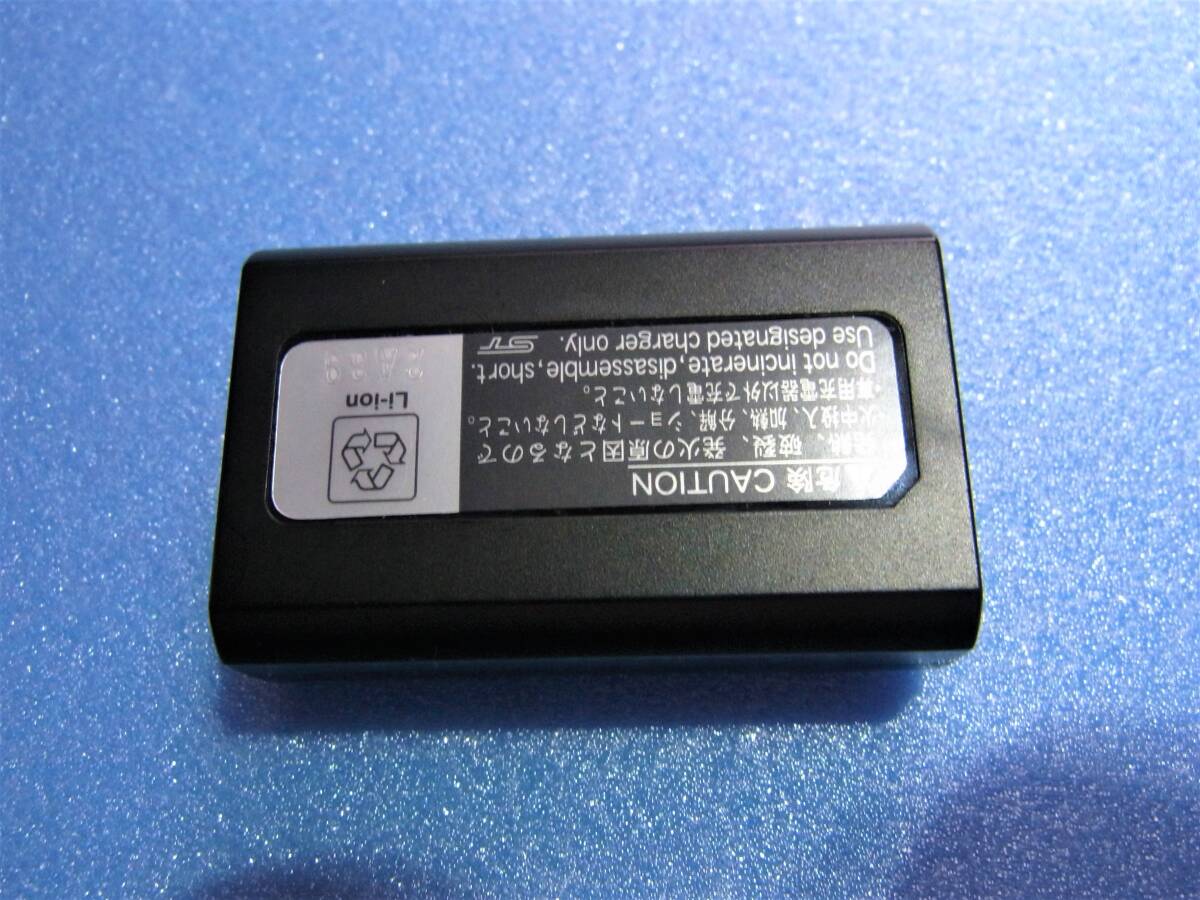 危険 CAUTION
発熱、破裂、発火の原因となるので
火中投入、加熱、分解、ショートなどしないこと。
・専用充電器以外で充電しないこと。
Do not incinerate,disassemble,short.
Use designated charger only.
ST
Li-ion